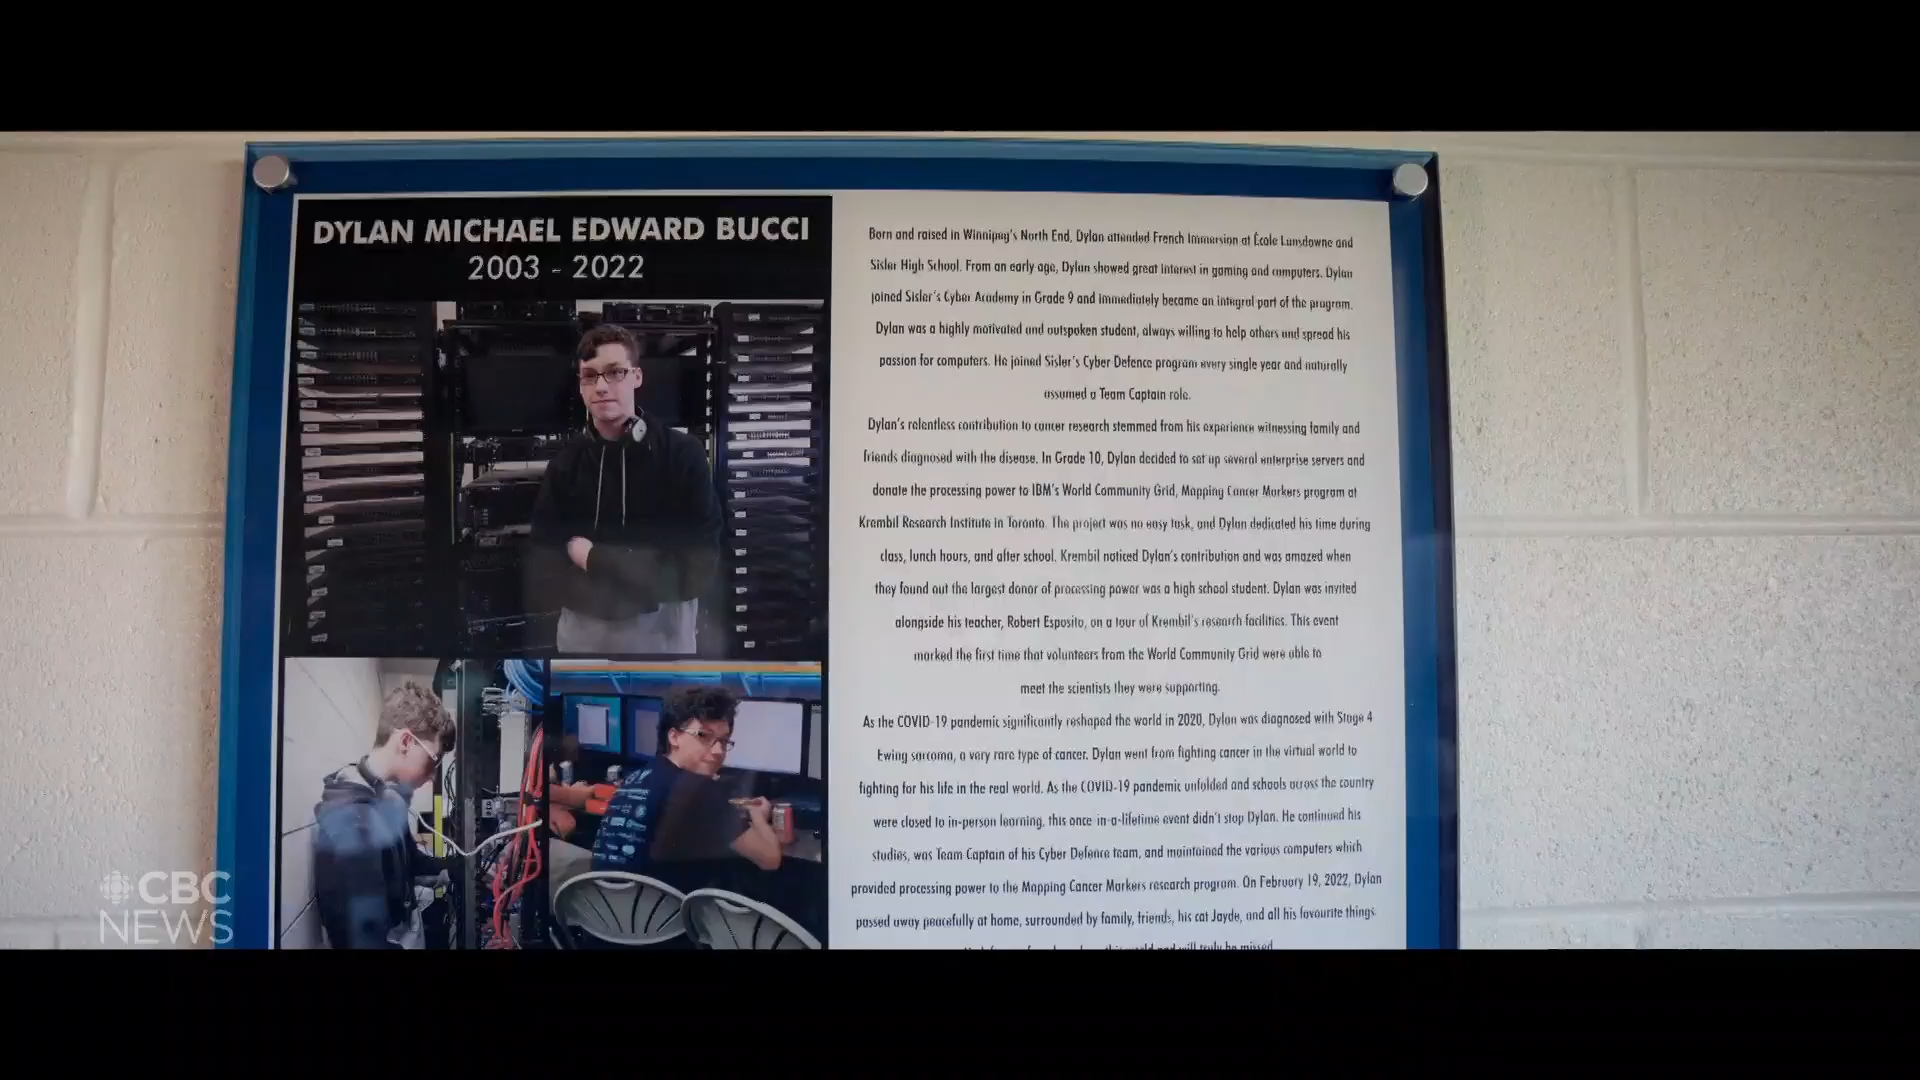 DYLAN MICHAEL EDWARD BUCCI
2003 - 2022
Born and raised in Winnipeg's North End, Dylan attended French Immersion at École Lansdowne and
Sisler High School. From an early age, Dylan showed great interest in gaming and computers. Dylan
joined Sisler's Cyber Academy in Grade 9 and immediately became an integral part of the program.
Dylan was a highly motivated and outspoken student, always willing to help others and spread his
passion for computers. He joined Sisler's Cyber Defence program every single year and naturally
assumed a Team Captain role.
Dylan's relentless contribution to cancer research stemmed from his experience witnessing family and
friends diagnosed with the disease. In Grade 10, Dylan decided to set up several enterprise servers and
donate the processing power to IBM's World Community Grid, Mapping Cancer Markers program at
Krembil Research Institute in Toronto. The project was no easy task, and Dylan dedicated his time during
class, lunch hours, and after school. Krembil noticed Dylan's contribution and was amazed when
they found out the largest donor of processing power was a high school student. Dylan was invited
alongside his teacher, Robert Esposito, on a tour of Krembil's research facilities. This event
marked the first time that volunteers from the World Community Grid were able to
meet the scientists they were supporting.
As the COVID-19 pandemic significantly reshaped the world in 2020, Dylan was diagnosed with Stage 4
Ewing sarcoma, a very rare type of cancer. Dylan went from fighting cancer in the virtual world to
fighting for his life in the real world. As the COVID-19 pandemic unfolded and schools across the country
were closed to in-person learning, this once-in-a-lifetime event didn't stop Dylan. He continued his
studies, was Team Captain of his Cyber Defence team, and maintained the various computers which
provided processing power to the Mapping Cancer Markers research program. On February 19, 2022, Dylan
passed away peacefully at home, surrounded by family, friends, his cat Jayde, and all his favourite things.
this world and will truly be missed.
CBC
NEWS